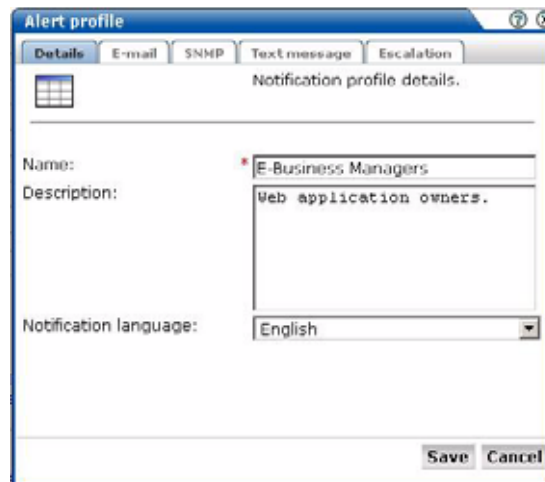 Alert profile
Details E-mail SNMP Text message Escalation
Notification profile details.
Name: * E-Business Managers
Description: Web application owners.
Notification language: English
Save Cancel